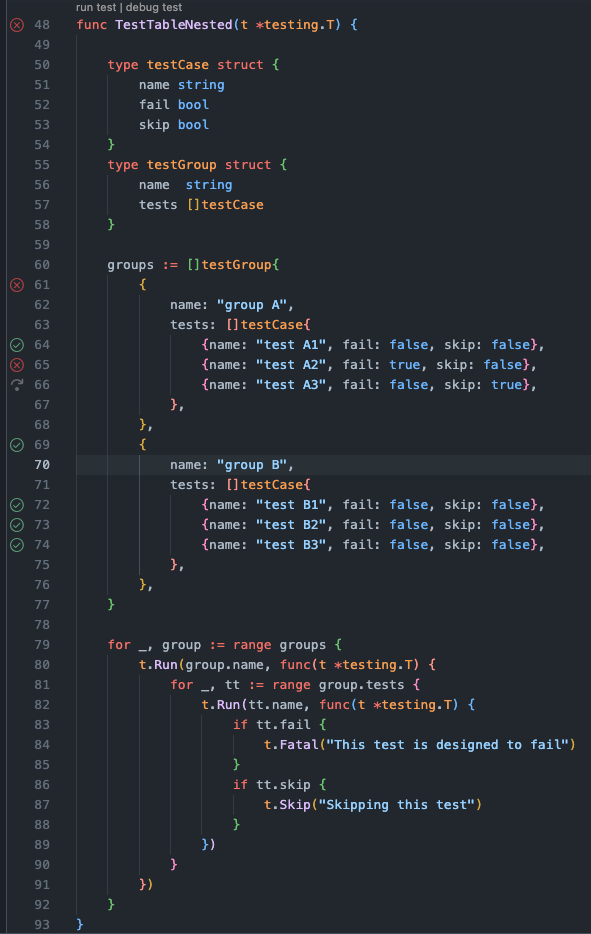 run test | debug test
48 func TestTableNested(t *testing.T) {
49
50     type testCase struct {
51         name string
52         fail bool
53         skip bool
54     }
55     type testGroup struct {
56         name  string
57         tests []testCase
58     }
59
60     groups := []testGroup{
61         {
62             name: "group A",
63             tests: []testCase{
64                 {name: "test A1", fail: false, skip: false},
65                 {name: "test A2", fail: true, skip: false},
66                 {name: "test A3", fail: false, skip: true},
67             },
68         },
69         {
70             name: "group B",
71             tests: []testCase{
72                 {name: "test B1", fail: false, skip: false},
73                 {name: "test B2", fail: false, skip: false},
74                 {name: "test B3", fail: false, skip: false},
75             },
76         },
77     }
78
79     for _, group := range groups {
80         t.Run(group.name, func(t *testing.T) {
81             for _, tt := range group.tests {
82                 t.Run(tt.name, func(t *testing.T) {
83                     if tt.fail {
84                         t.Fatal("This test is designed to fail")
85                     }
86                     if tt.skip {
87                         t.Skip("Skipping this test")
88                     }
89                 })
90             }
91         })
92     }
93 }